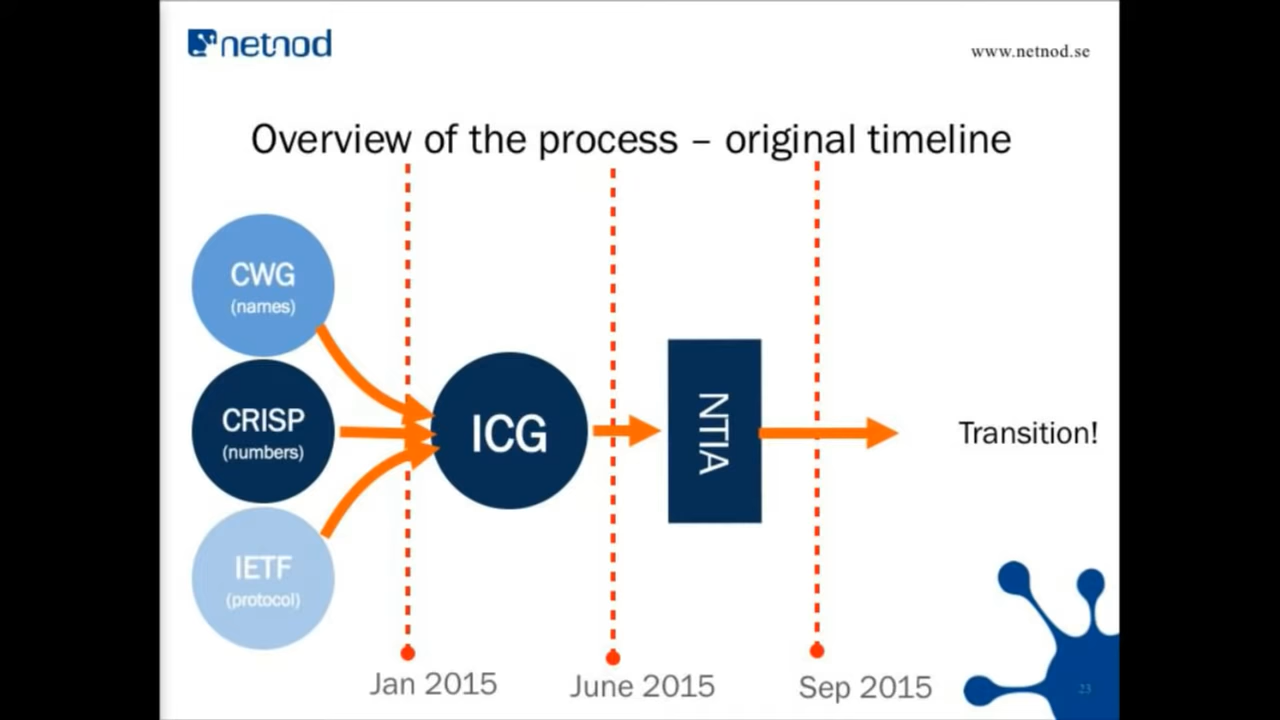 netnod
www.netnod.se
Overview of the process – original timeline
CWG
(names)
CRISP
(numbers)
IETF
(protocol)
ICG
NTIA
Transition!
Jan 2015
June 2015
Sep 2015
23